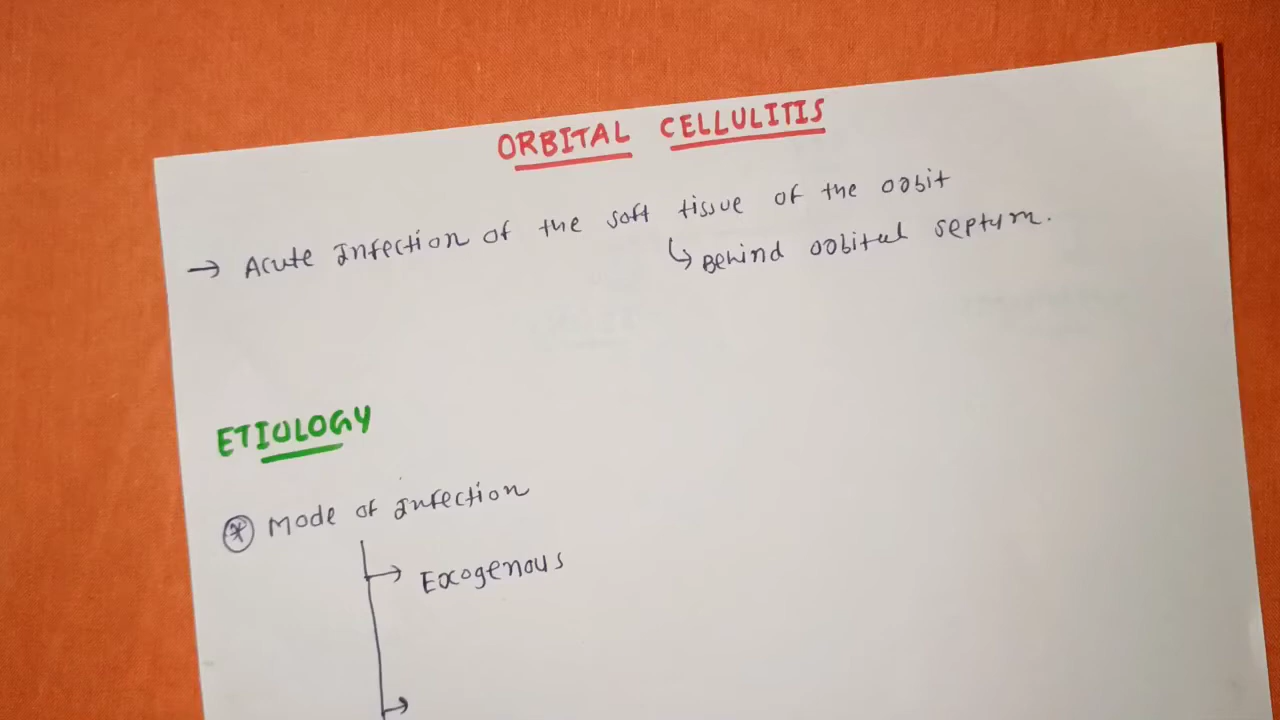 ORBITAL CELLULITIS
→ Acute Infection of the soft tissue of the orbit
↳ Behind orbital septum.
ETIOLOGY
* Mode of Infection
→ Exogenous
→